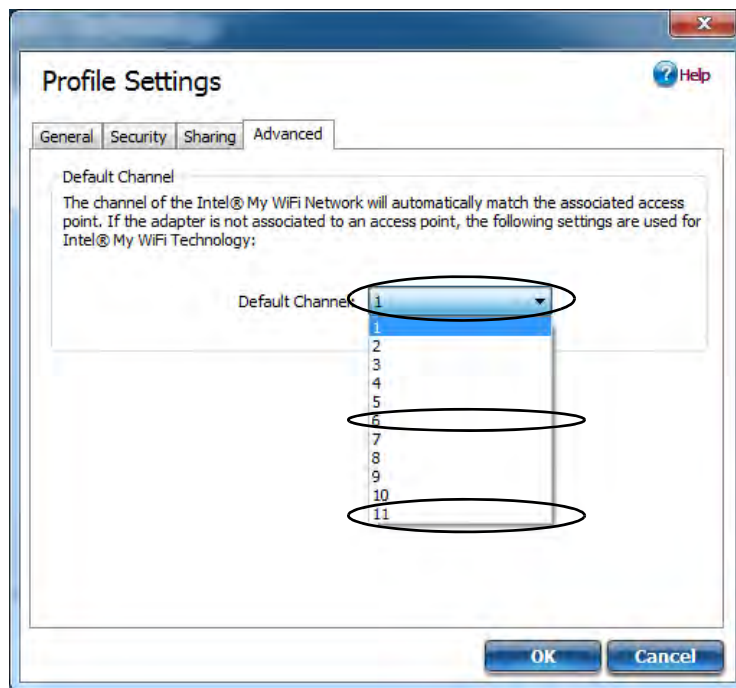 Profile Settings
Help
General Security Sharing Advanced
Default Channel
The channel of the Intel® My WiFi Network will automatically match the associated access
point. If the adapter is not associated to an access point, the following settings are used for
Intel® My WiFi Technology:
Default Channel: 1
1
2
3
4
5
6
7
8
9
10
11
OK Cancel